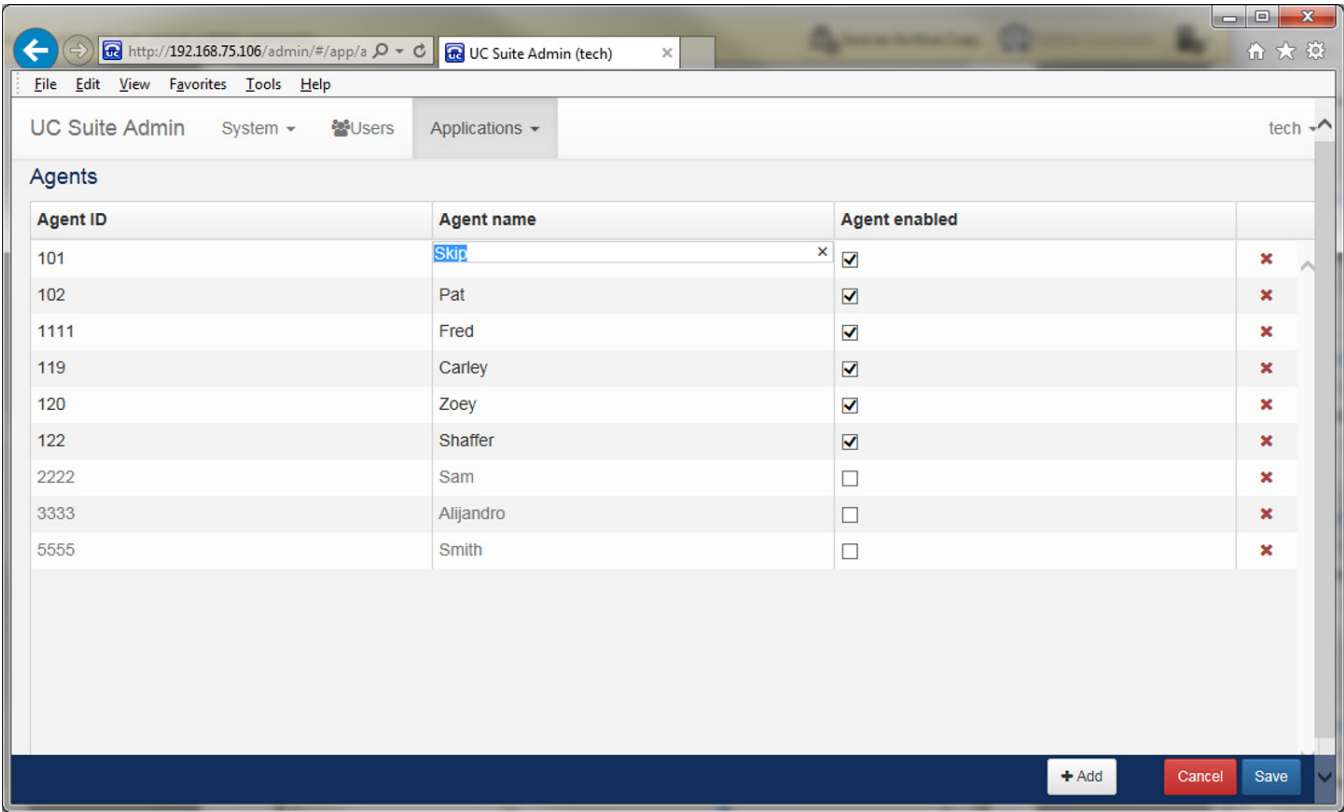 http://192.168.75.106/admin/#/app/a UC Suite Admin (tech)
File Edit View Favorites Tools Help
UC Suite Admin System Users Applications tech
Agents
Agent ID Agent name Agent enabled
101 Skip
102 Pat
1111 Fred
119 Carley
120 Zoey
122 Shaffer
2222 Sam
3333 Alijandro
5555 Smith
+ Add Cancel Save